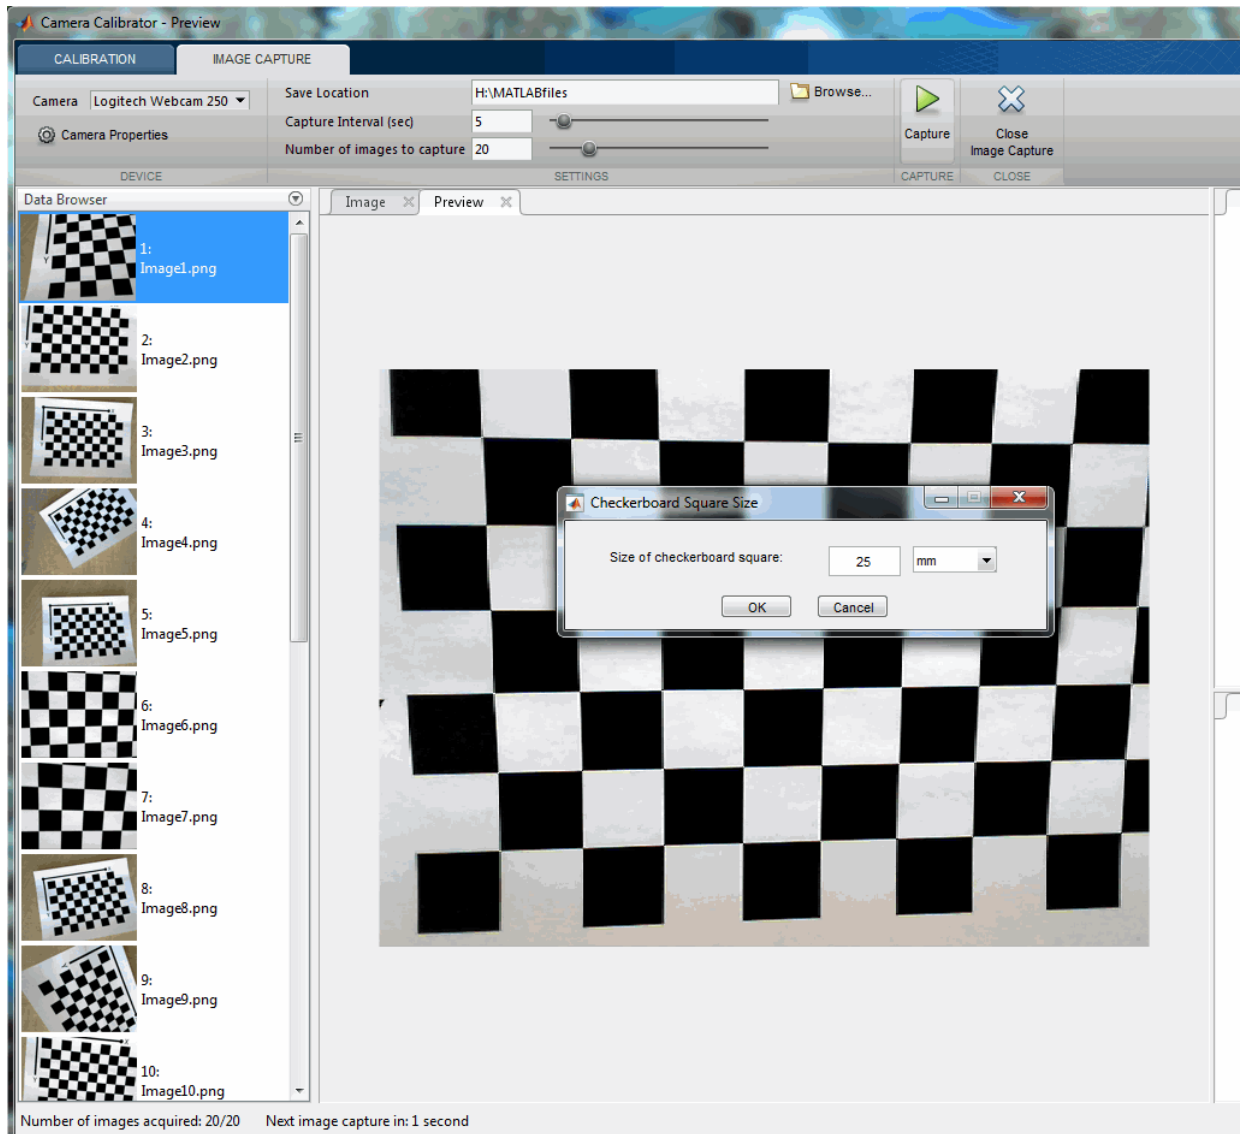 Camera Calibrator - Preview
CALIBRATION
IMAGE CAPTURE
Camera
Logitech Webcam 250
Camera Properties
DEVICE
Save Location
H:\MATLABfiles
Browse...
Capture Interval (sec)
5
Number of images to capture
20
SETTINGS
Capture
CAPTURE
Close
Image Capture
CLOSE
Data Browser
1:
Image1.png
2:
Image2.png
3:
Image3.png
4:
Image4.png
5:
Image5.png
6:
Image6.png
7:
Image7.png
8:
Image8.png
9:
Image9.png
10:
Image10.png
Image
Preview
Checkerboard Square Size
Size of checkerboard square:
25
mm
OK
Cancel
Number of images acquired: 20/20
Next image capture in: 1 second